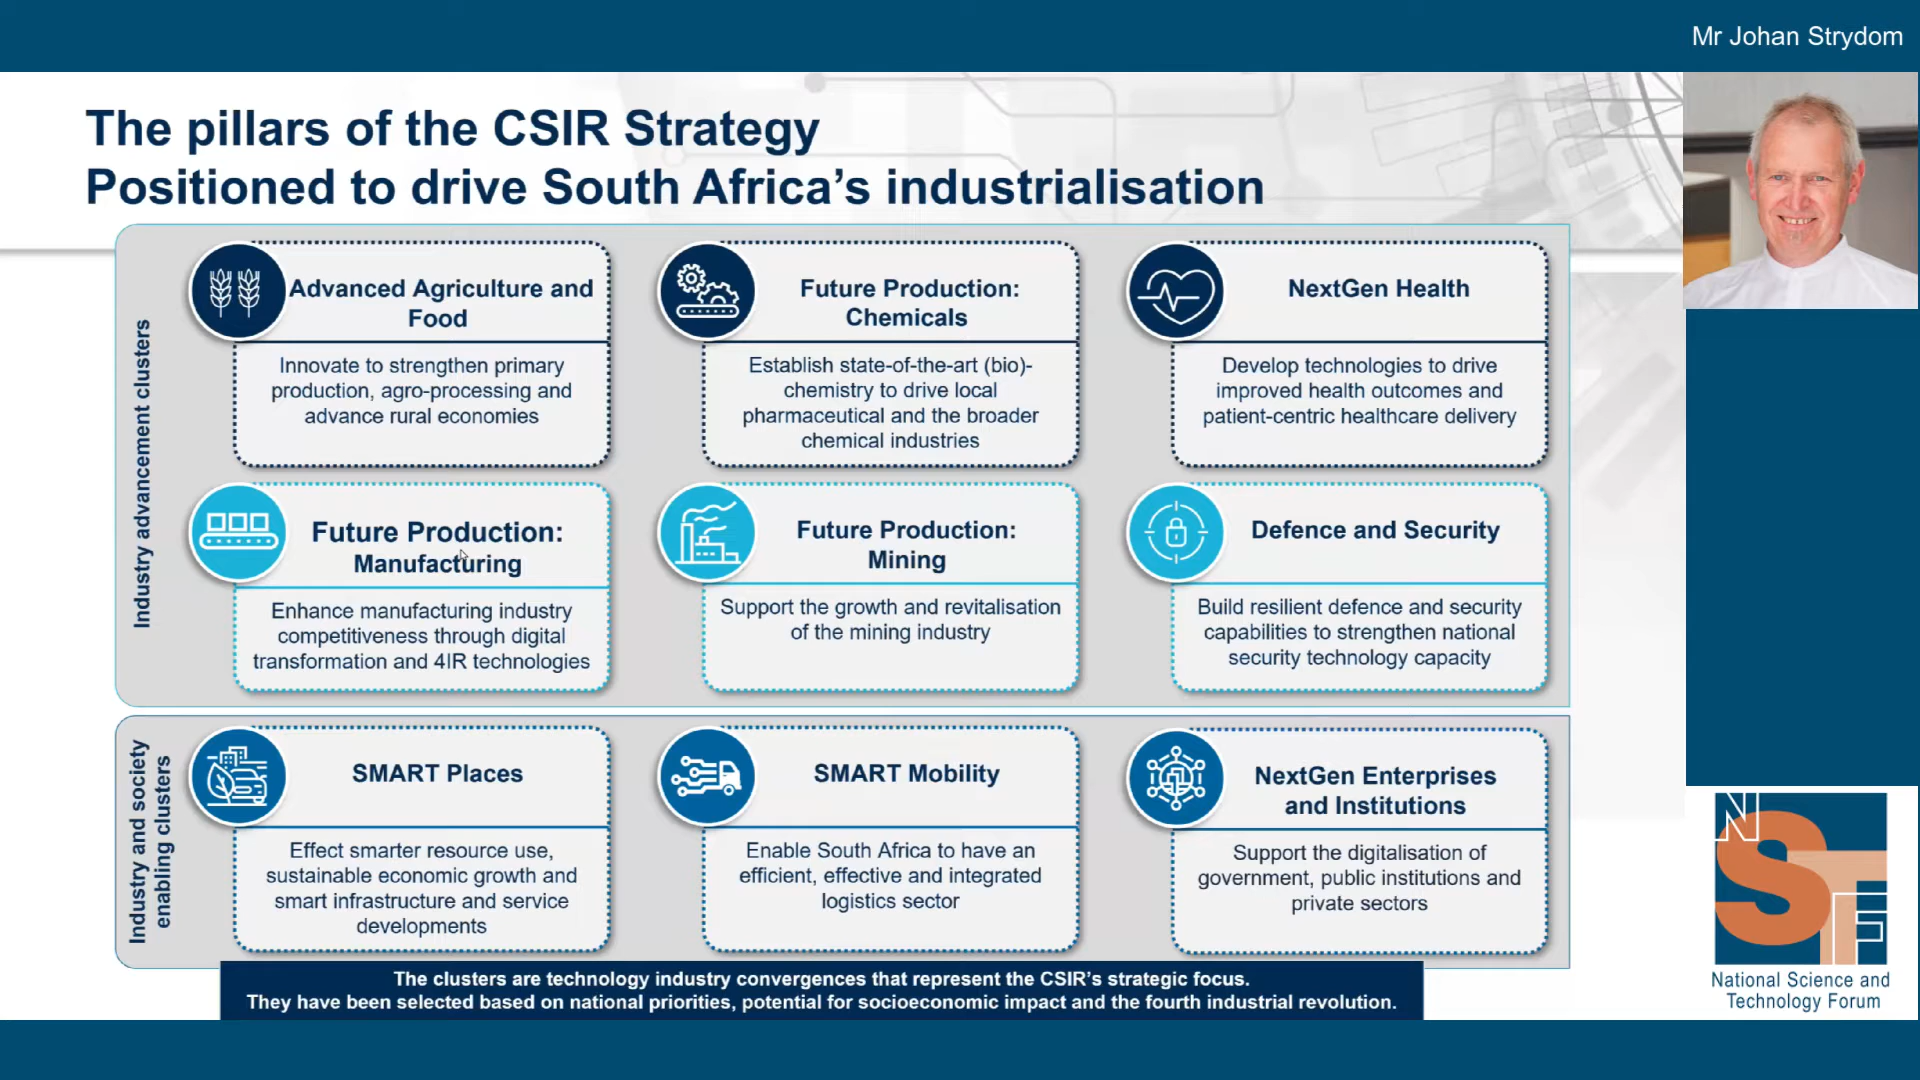 Mr Johan Strydom
The pillars of the CSIR Strategy
Positioned to drive South Africa's industrialisation
Industry advancement clusters
Advanced Agriculture and
Food
Innovate to strengthen primary
production, agro-processing and
advance rural economies
Future Production:
Chemicals
Establish state-of-the-art (bio)-
chemistry to drive local
pharmaceutical and the broader
chemical industries
NextGen Health
Develop technologies to drive
improved health outcomes and
patient-centric healthcare delivery
Future Production:
Manufacturing
Enhance manufacturing industry
competitiveness through digital
transformation and 4IR technologies
Future Production:
Mining
Support the growth and revitalisation
of the mining industry
Defence and Security
Build resilient defence and security
capabilities to strengthen national
security technology capacity
Industry and society
enabling clusters
SMART Places
Effect smarter resource use,
sustainable economic growth and
smart infrastructure and service
developments
SMART Mobility
Enable South Africa to have an
efficient, effective and integrated
logistics sector
NextGen Enterprises
and Institutions
Support the digitalisation of
government, public institutions and
private sectors
The clusters are technology industry convergences that represent the CSIR's strategic focus.
They have been selected based on national priorities, potential for socioeconomic impact and the fourth industrial revolution.
NSTF
National Science and
Technology Forum